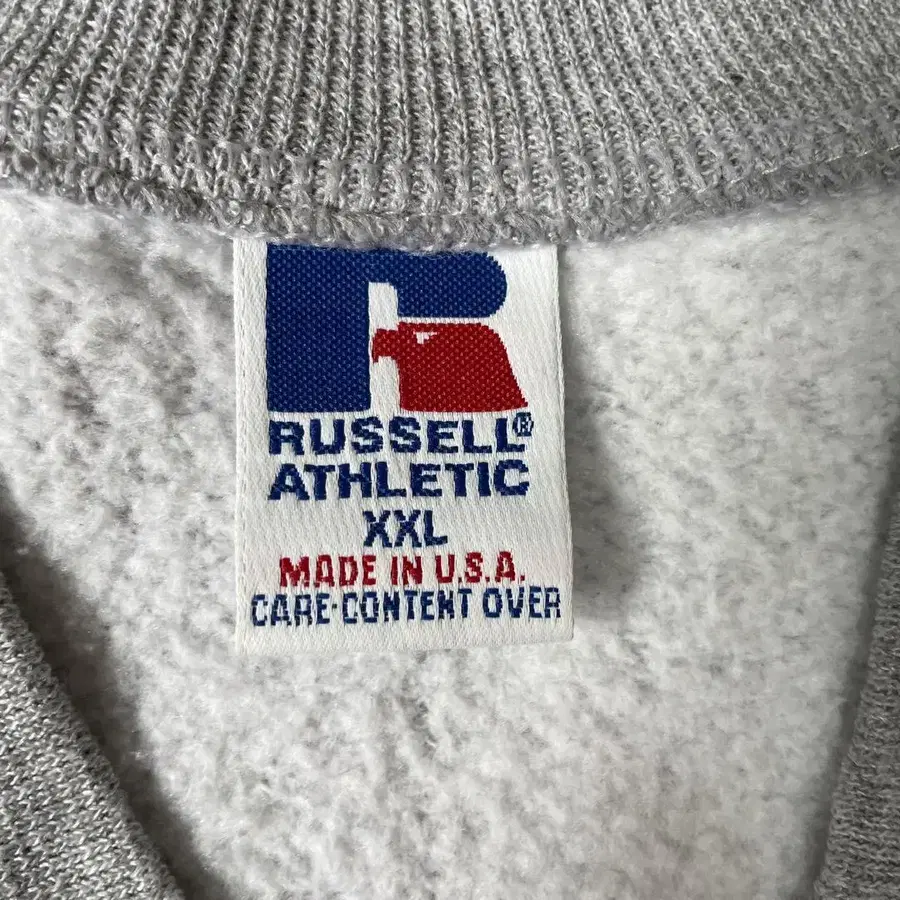 RUSSELL®
ATHLETIC
XXL
MADE IN U.S.A.
CARE-CONTENT OVER